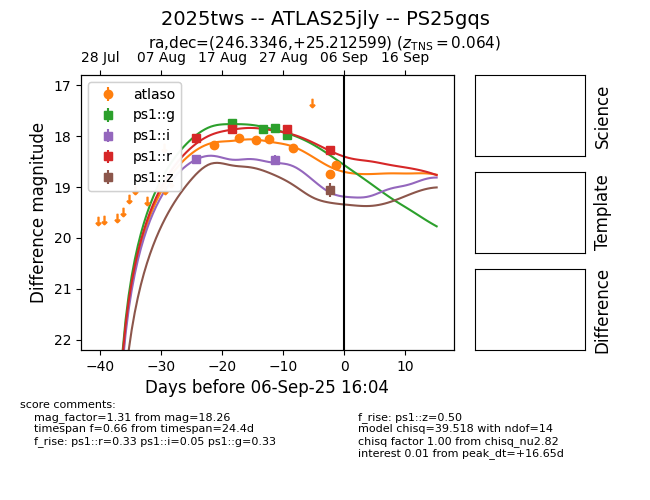 2025tws -- ATLAS25jly -- PS25gqs
ra,dec=(246.3346,+25.212599) (z_TNS = 0.064)
28 Jul 07 Aug 17 Aug 27 Aug 06 Sep 16 Sep
17
18
19
20
21
22
Difference magnitude
atlaso
ps1::g
ps1::i
ps1::r
ps1::z
−40 −30 −20 −10 0 10
Days before 06-Sep-25 16:04
Science
Template
Difference
score comments:
mag_factor=1.31 from mag=18.26
timespan f=0.66 from timespan=24.4d
f_rise: ps1::r=0.33 ps1::i=0.05 ps1::g=0.33
f_rise: ps1::z=0.50
model chisq=39.518 with ndof=14
chisq factor 1.00 from chisq_nu2.82
interest 0.01 from peak_dt=+16.65d